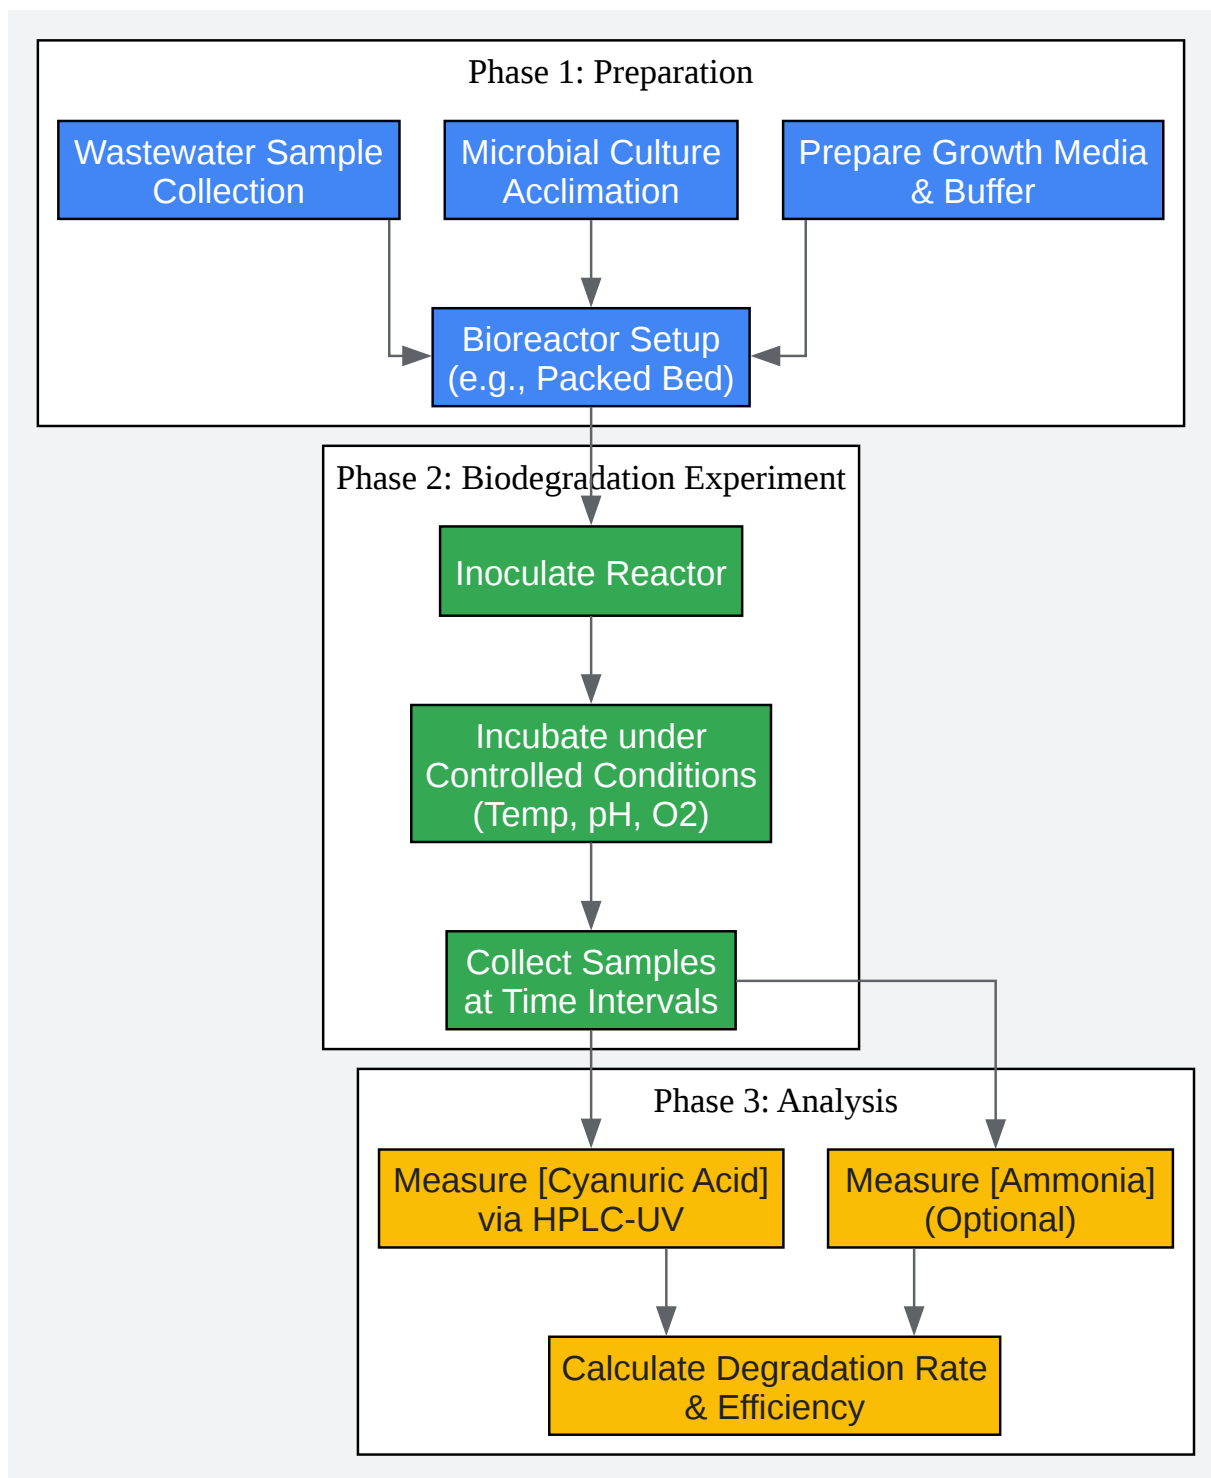 Phase 1: Preparation
Wastewater Sample
Collection
Microbial Culture
Acclimation
Prepare Growth Media
& Buffer
Bioreactor Setup
(e.g., Packed Bed)
Phase 2: Biodegradation Experiment
Inoculate Reactor
Incubate under
Controlled Conditions
(Temp, pH, O2)
Collect Samples
at Time Intervals
Phase 3: Analysis
Measure [Cyanuric Acid]
via HPLC-UV
Measure [Ammonia]
(Optional)
Calculate Degradation Rate
& Efficiency